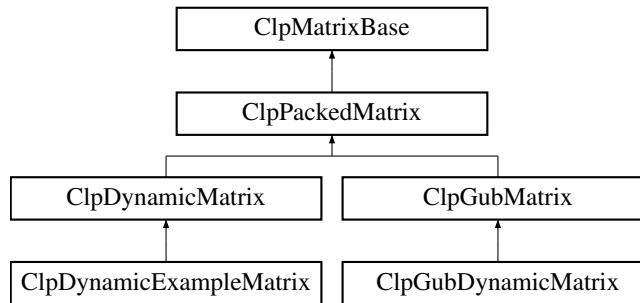 ClpMatrixBase
ClpPackedMatrix
ClpDynamicMatrix
ClpGubMatrix
ClpDynamicExampleMatrix
ClpGubDynamicMatrix